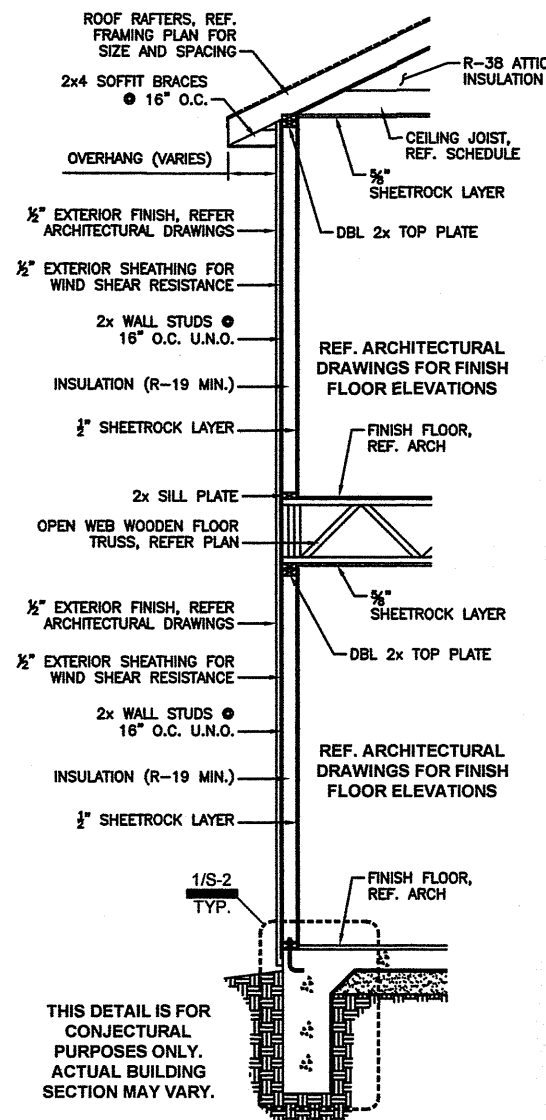 ROOF RAFTERS, REF.
FRAMING PLAN FOR
SIZE AND SPACING
R-38 ATTIC
INSULATION
2x4 SOFFIT BRACES
@ 16" O.C.
CEILING JOIST,
REF. SCHEDULE
OVERHANG (VARIES)
⅝"
SHEETROCK LAYER
½" EXTERIOR FINISH, REFER
ARCHITECTURAL DRAWINGS
DBL 2x TOP PLATE
½" EXTERIOR SHEATHING FOR
WIND SHEAR RESISTANCE
2x WALL STUDS @
16" O.C. U.N.O.
REF. ARCHITECTURAL
DRAWINGS FOR FINISH
FLOOR ELEVATIONS
INSULATION (R-19 MIN.)
½" SHEETROCK LAYER
FINISH FLOOR,
REF. ARCH
2x SILL PLATE
OPEN WEB WOODEN FLOOR
TRUSS, REFER PLAN
⅝"
SHEETROCK LAYER
½" EXTERIOR FINISH, REFER
ARCHITECTURAL DRAWINGS
DBL 2x TOP PLATE
½" EXTERIOR SHEATHING FOR
WIND SHEAR RESISTANCE
2x WALL STUDS @
16" O.C. U.N.O.
REF. ARCHITECTURAL
DRAWINGS FOR FINISH
FLOOR ELEVATIONS
INSULATION (R-19 MIN.)
½" SHEETROCK LAYER
1/S-2
TYP.
FINISH FLOOR,
REF. ARCH
THIS DETAIL IS FOR
CONJECTURAL
PURPOSES ONLY.
ACTUAL BUILDING
SECTION MAY VARY.